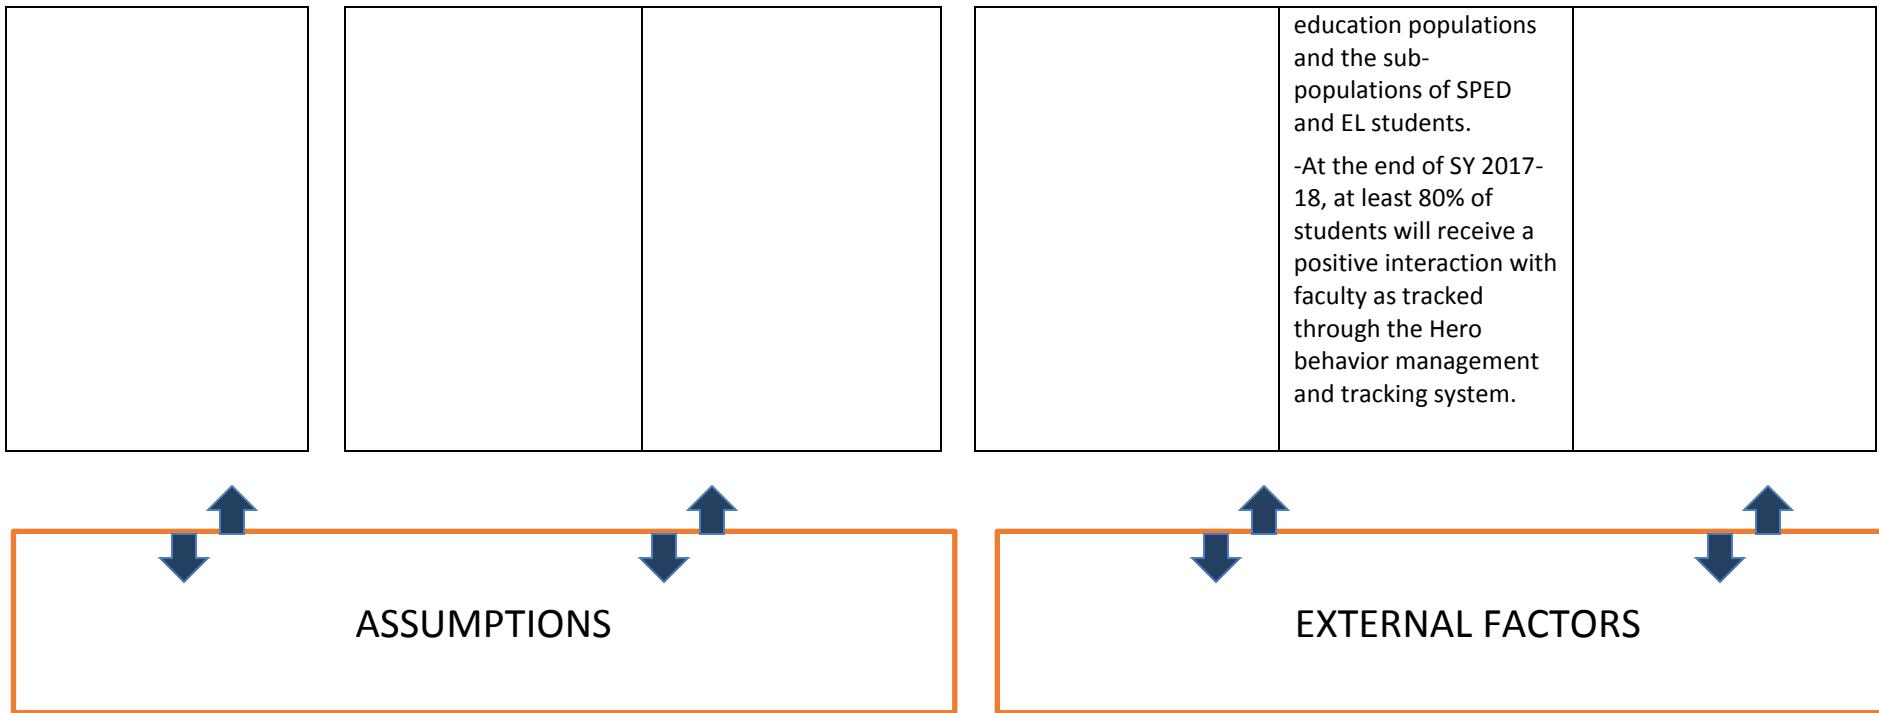 education populations
and the sub-
populations of SPED
and EL students.
-At the end of SY 2017-
18, at least 80% of
students will receive a
positive interaction with
faculty as tracked
through the Hero
behavior management
and tracking system.
ASSUMPTIONS
EXTERNAL FACTORS